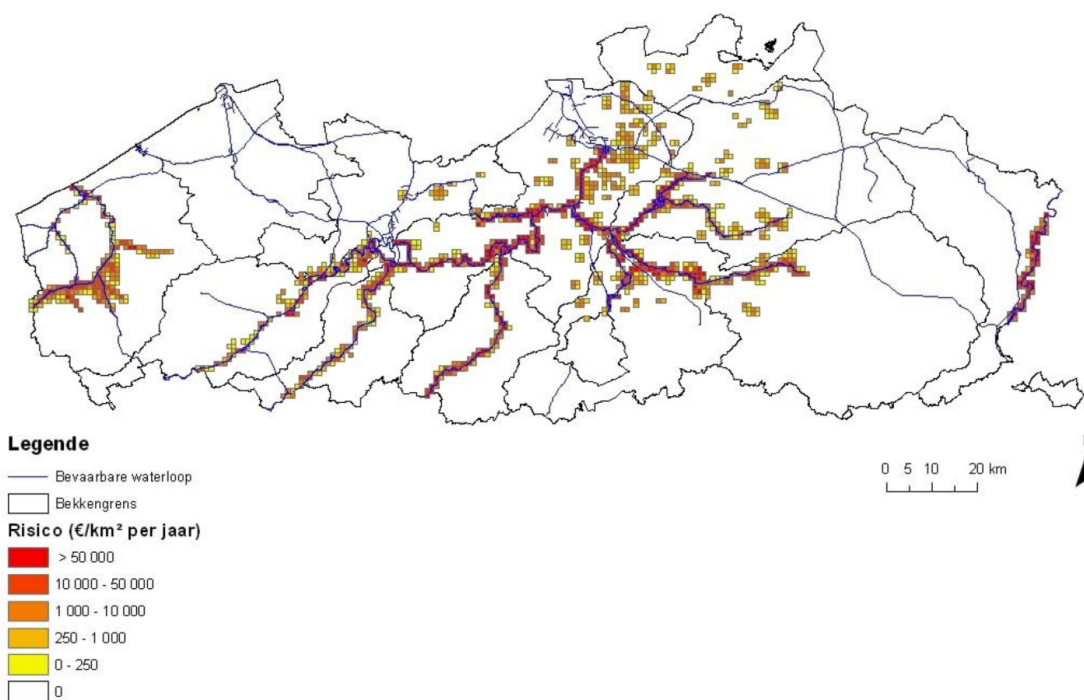 Legende
Bevaarbare waterloop
Bekkengrens
Risico (€/km² per jaar)
> 50 000
10 000 - 50 000
1 000 - 10 000
250 - 1 000
0 - 250
0
0 5 10 20 km